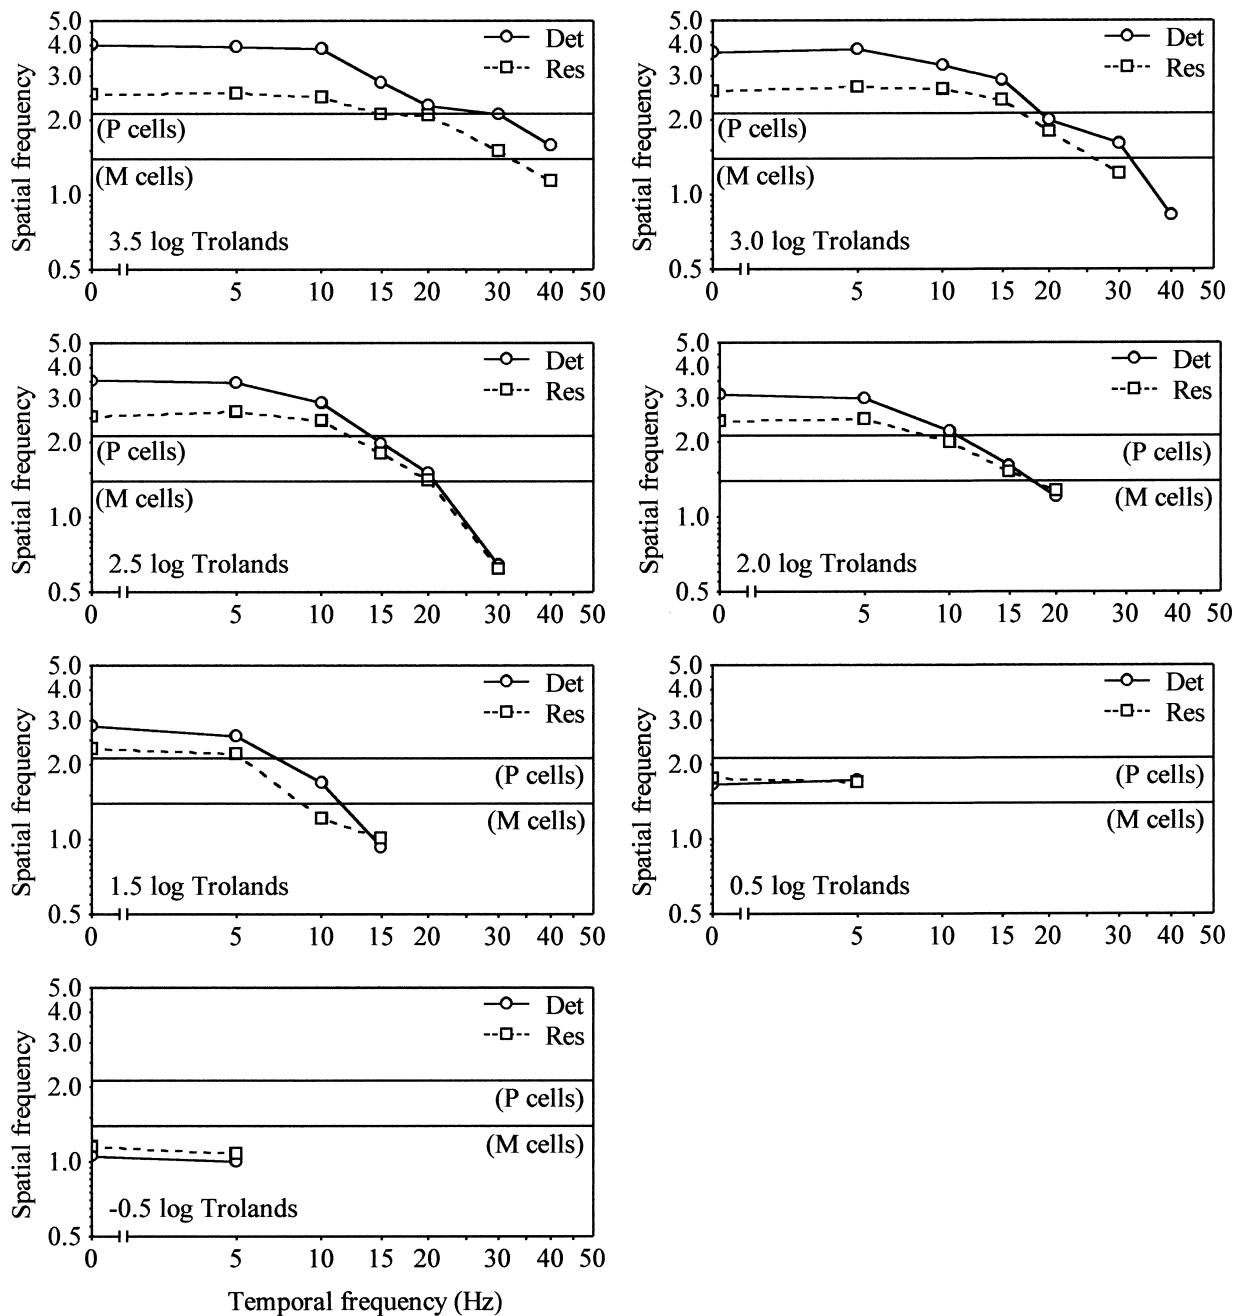 5.0
4.0
3.0
2.0
1.0
0.5
Spatial frequency
Det
Res
(P cells)
(M cells)
3.5 log Trolands
0 5 10 15 20 30 40 50
5.0
4.0
3.0
2.0
1.0
0.5
Spatial frequency
Det
Res
(P cells)
(M cells)
3.0 log Trolands
0 5 10 15 20 30 40 50
5.0
4.0
3.0
2.0
1.0
0.5
Spatial frequency
Det
Res
(P cells)
(M cells)
2.5 log Trolands
0 5 10 15 20 30 40 50
5.0
4.0
3.0
2.0
1.0
0.5
Spatial frequency
Det
Res
(P cells)
(M cells)
2.0 log Trolands
0 5 10 15 20 30 40 50
5.0
4.0
3.0
2.0
1.0
0.5
Spatial frequency
Det
Res
(P cells)
(M cells)
1.5 log Trolands
0 5 10 15 20 30 40 50
5.0
4.0
3.0
2.0
1.0
0.5
Spatial frequency
Det
Res
(P cells)
(M cells)
0.5 log Trolands
0 5 10 15 20 30 40 50
5.0
4.0
3.0
2.0
1.0
0.5
Spatial frequency
Det
Res
(P cells)
(M cells)
-0.5 log Trolands
0 5 10 15 20 30 40 50
Temporal frequency (Hz)